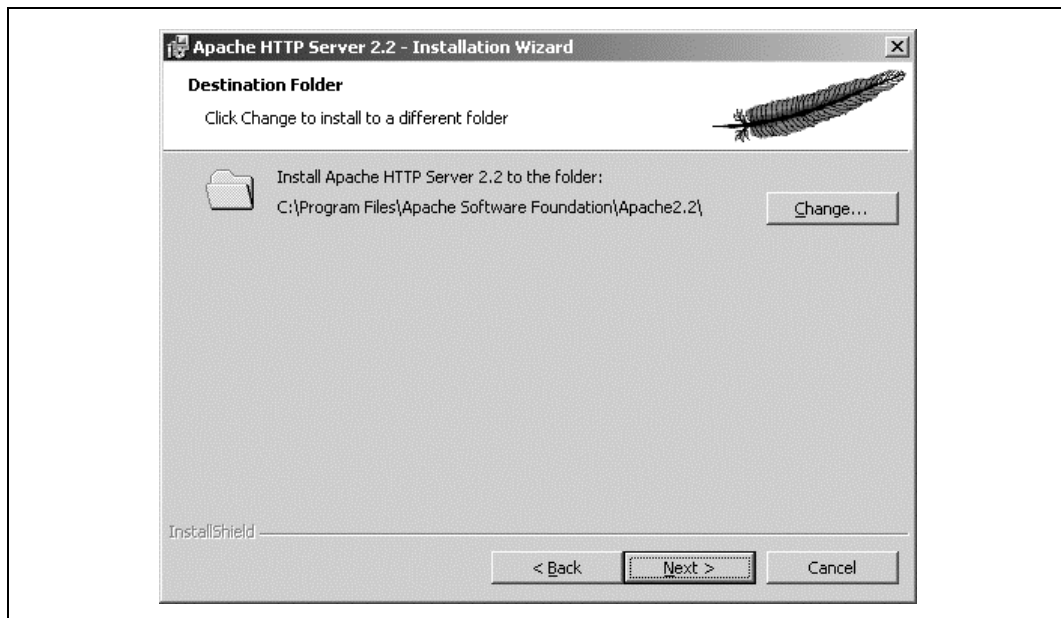 Apache HTTP Server 2.2 - Installation Wizard
Destination Folder
Click Change to install to a different folder
Install Apache HTTP Server 2.2 to the folder:
C:\Program Files\Apache Software Foundation\Apache2.2\
Change...
InstallShield
< Back
Next >
Cancel